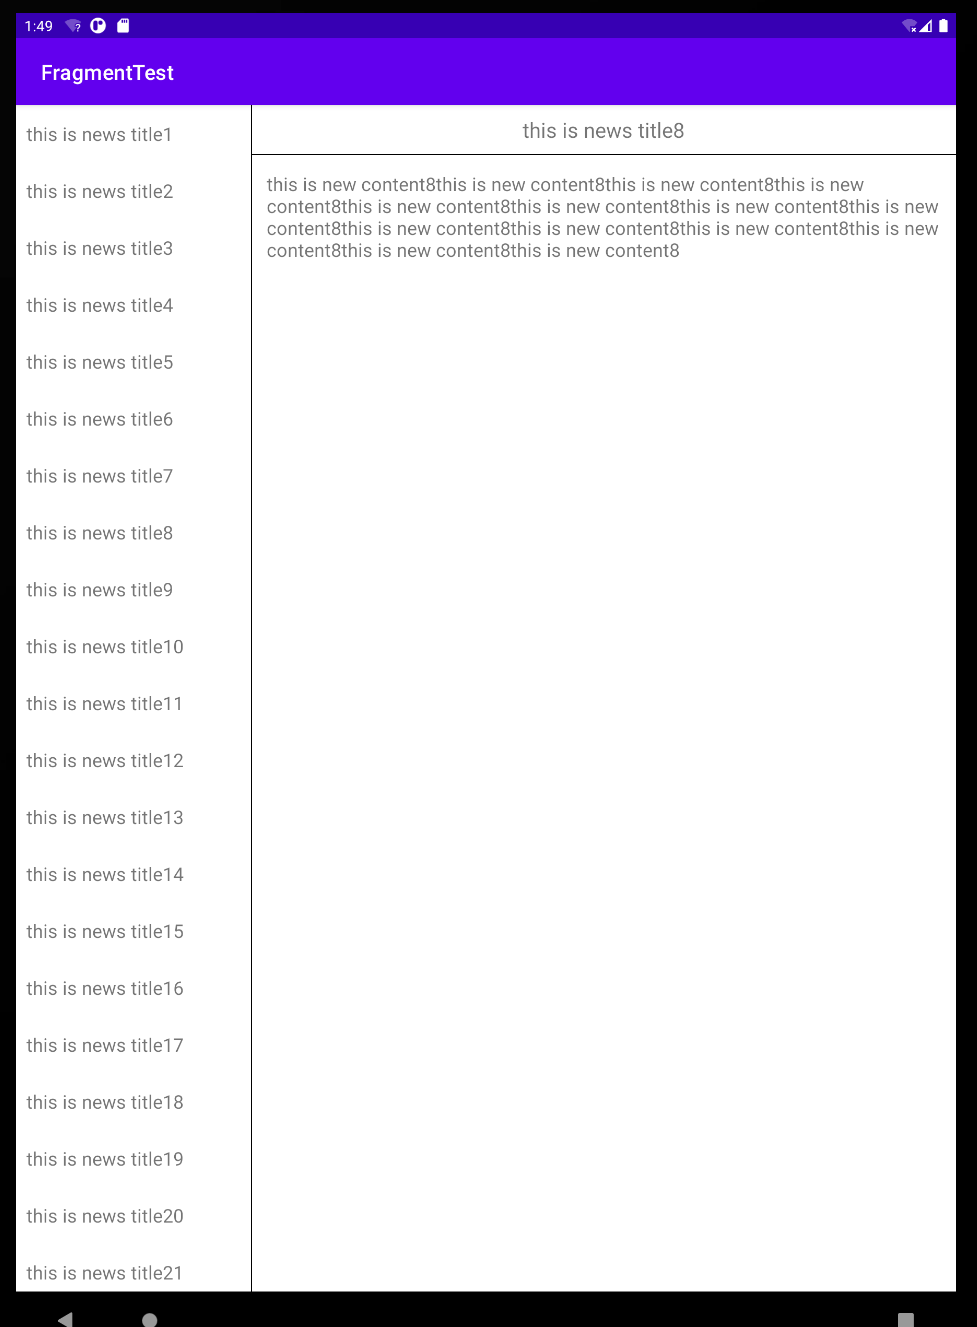 1:49
FragmentTest
this is news title1
this is news title2
this is news title3
this is news title4
this is news title5
this is news title6
this is news title7
this is news title8
this is news title9
this is news title10
this is news title11
this is news title12
this is news title13
this is news title14
this is news title15
this is news title16
this is news title17
this is news title18
this is news title19
this is news title20
this is news title21
this is news title8
this is new content8this is new content8this is new content8this is new
content8this is new content8this is new content8this is new content8this is new
content8this is new content8this is new content8this is new content8this is new
content8this is new content8this is new content8